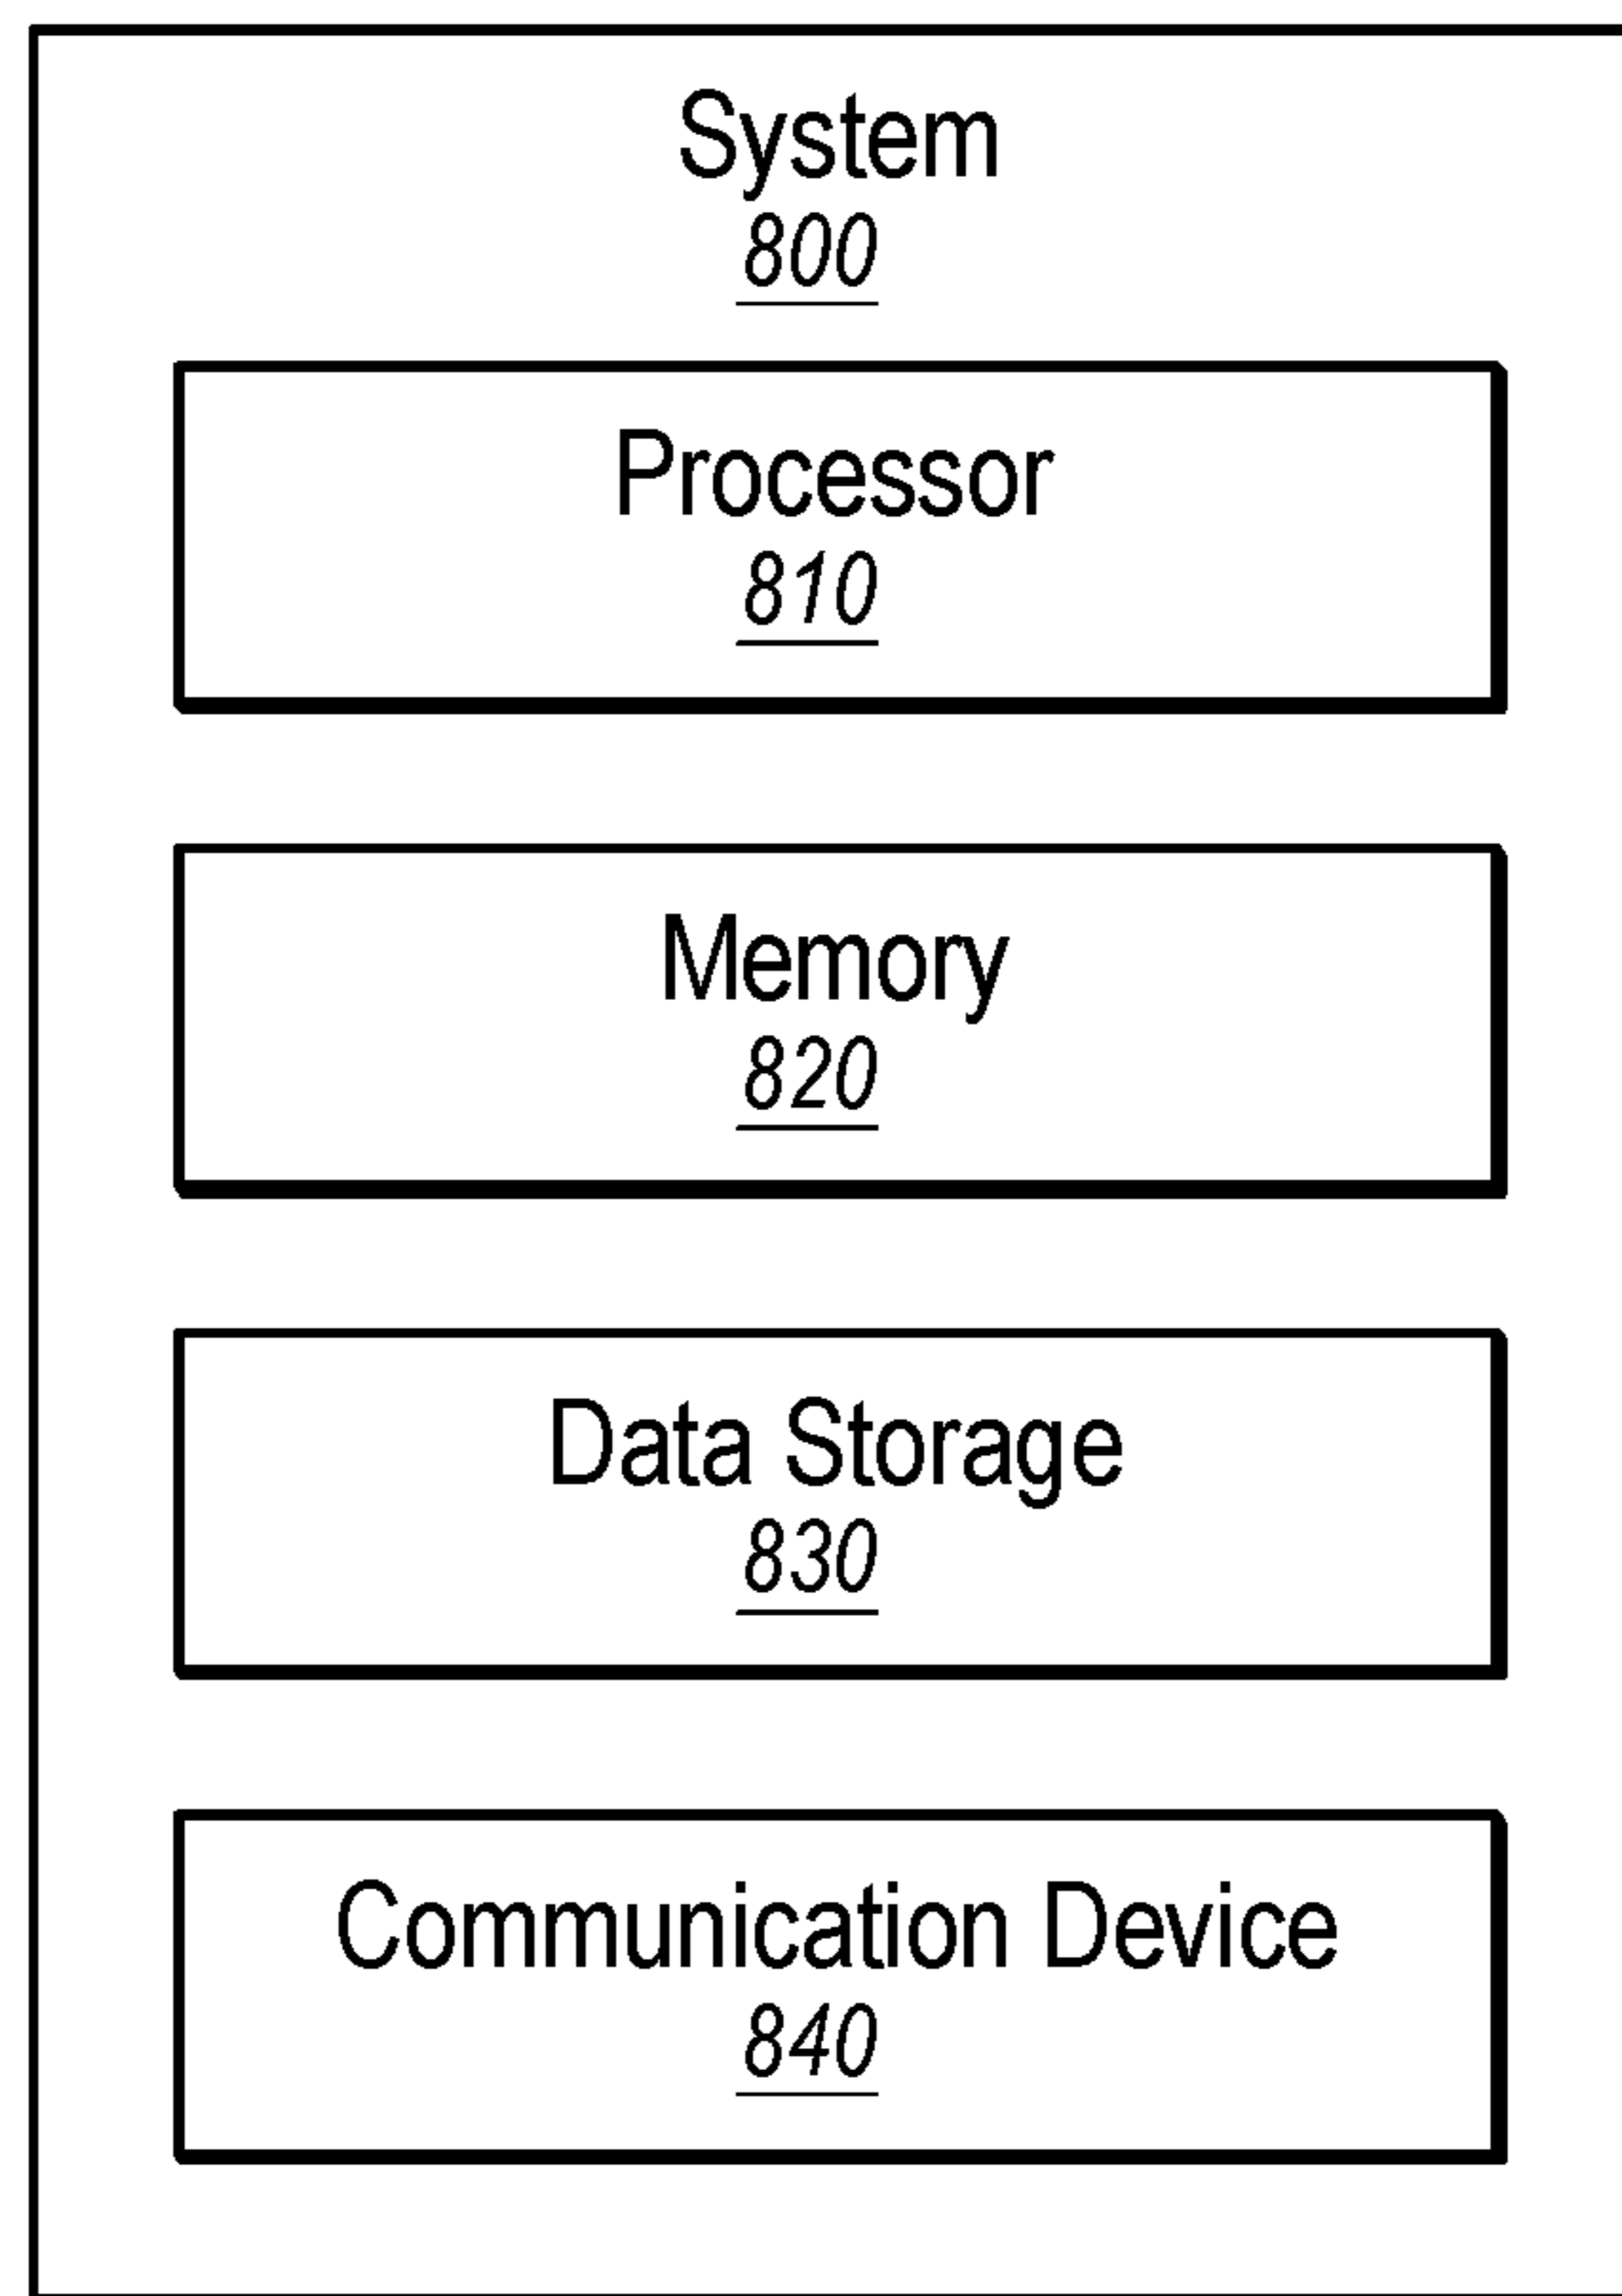 System
800
Processor
810
Memory
820
Data Storage
830
Communication Device
840